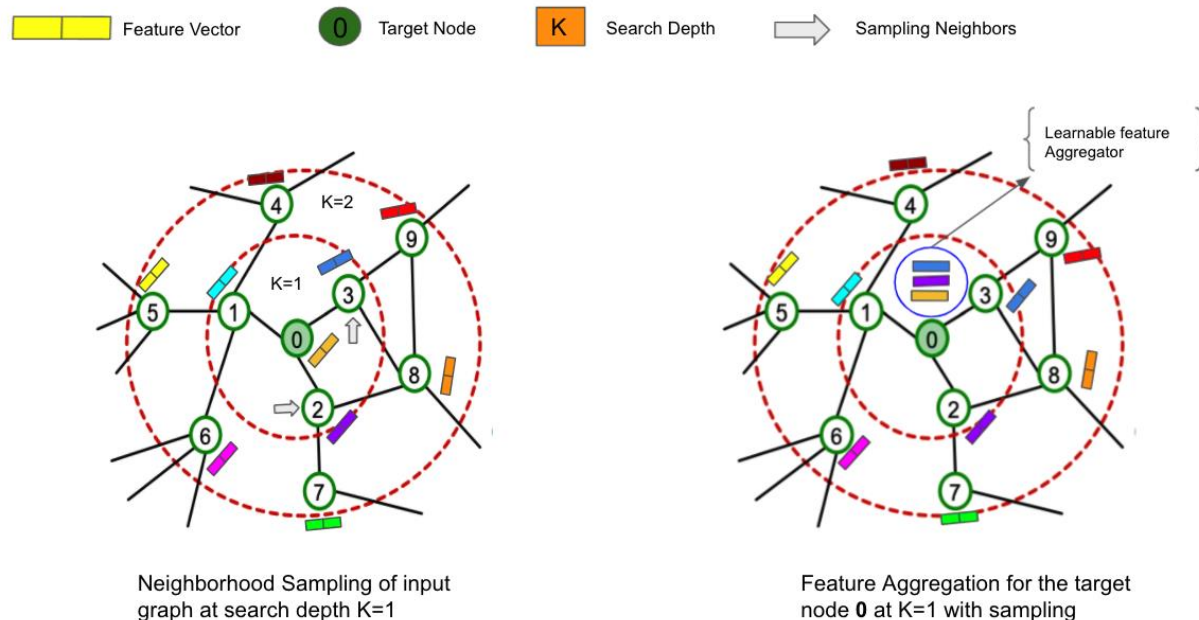 Feature Vector
0
Target Node
K
Search Depth
Sampling Neighbors
Learnable feature
Aggregator
4
K=2
9
K=1
3
5
1
0
8
2
6
7
4
9
3
5
1
0
8
2
6
7
Neighborhood Sampling of input
graph at search depth K=1
Feature Aggregation for the target
node 0 at K=1 with sampling